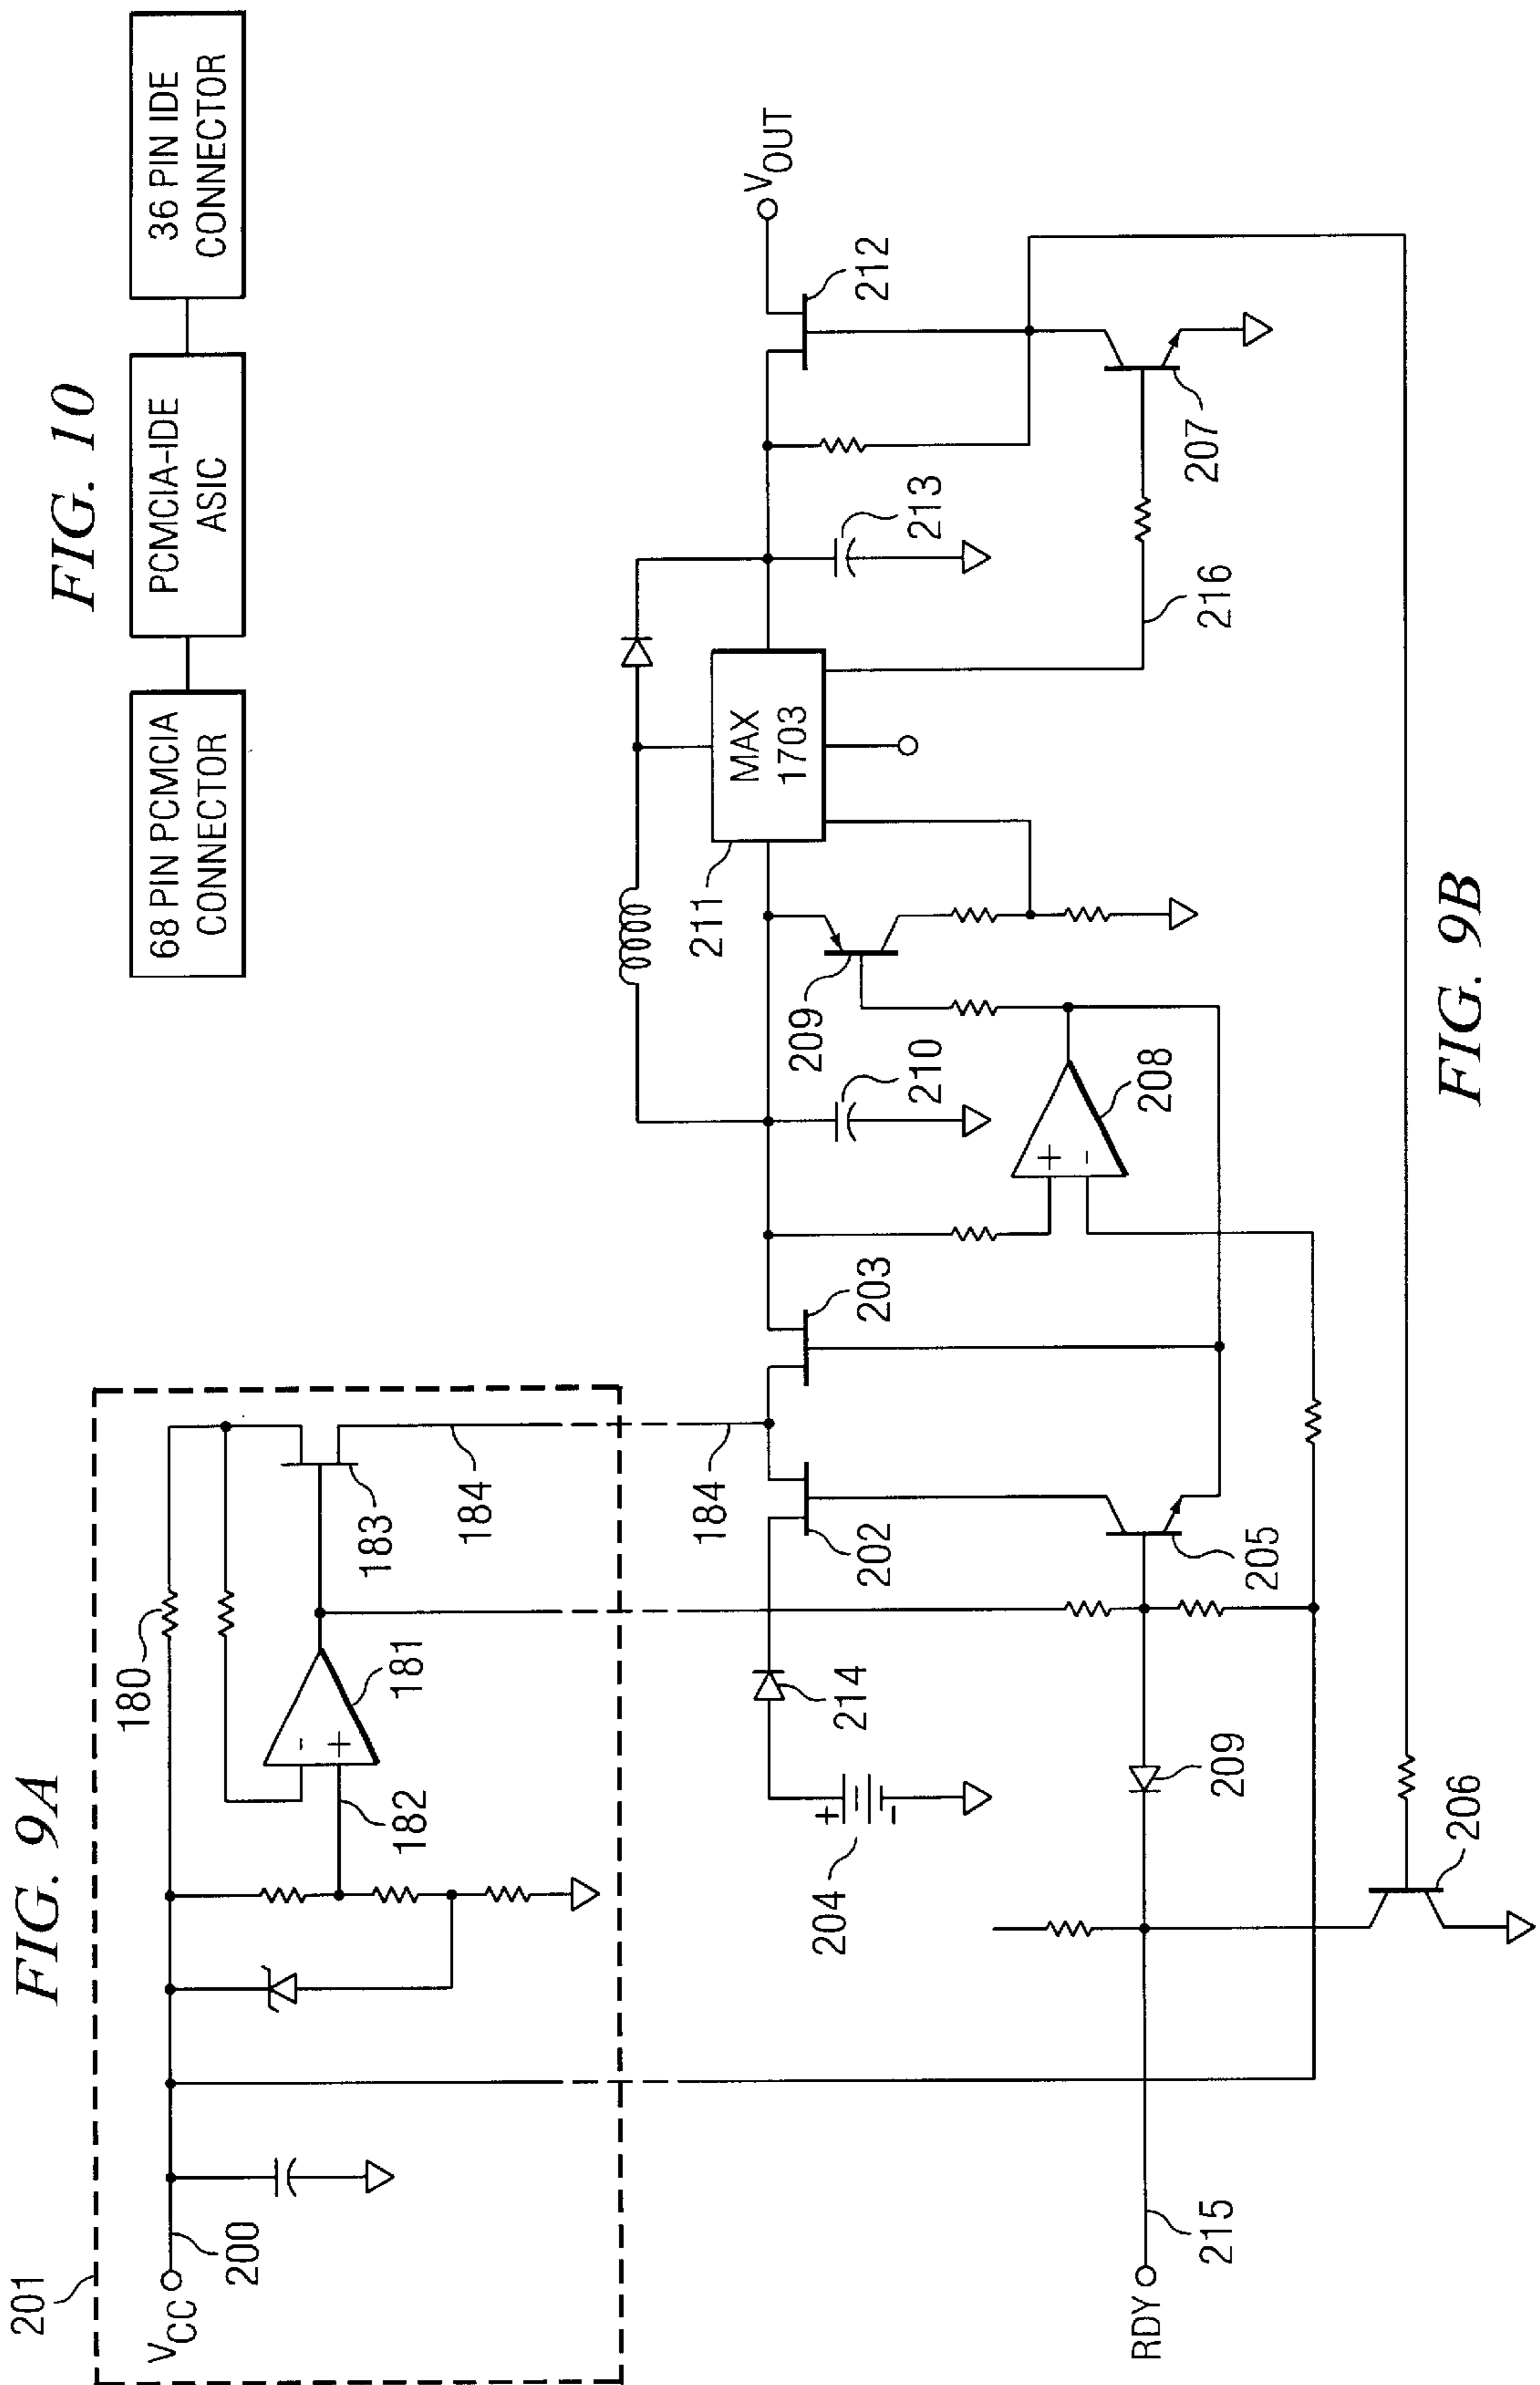 FIG. 10
68 PIN PCMCIA
CONNECTOR
PCMCIA-IDE
ASIC
36 PIN IDE
CONNECTOR
FIG. 9A
201
VCC
200
180
182
-
+
181
183
184
FIG. 9B
184
204
+
-
214
202
203
210
+
-
208
209
211
MAX
1703
213
212
VOUT
216
207
RDY
215
209
205
206